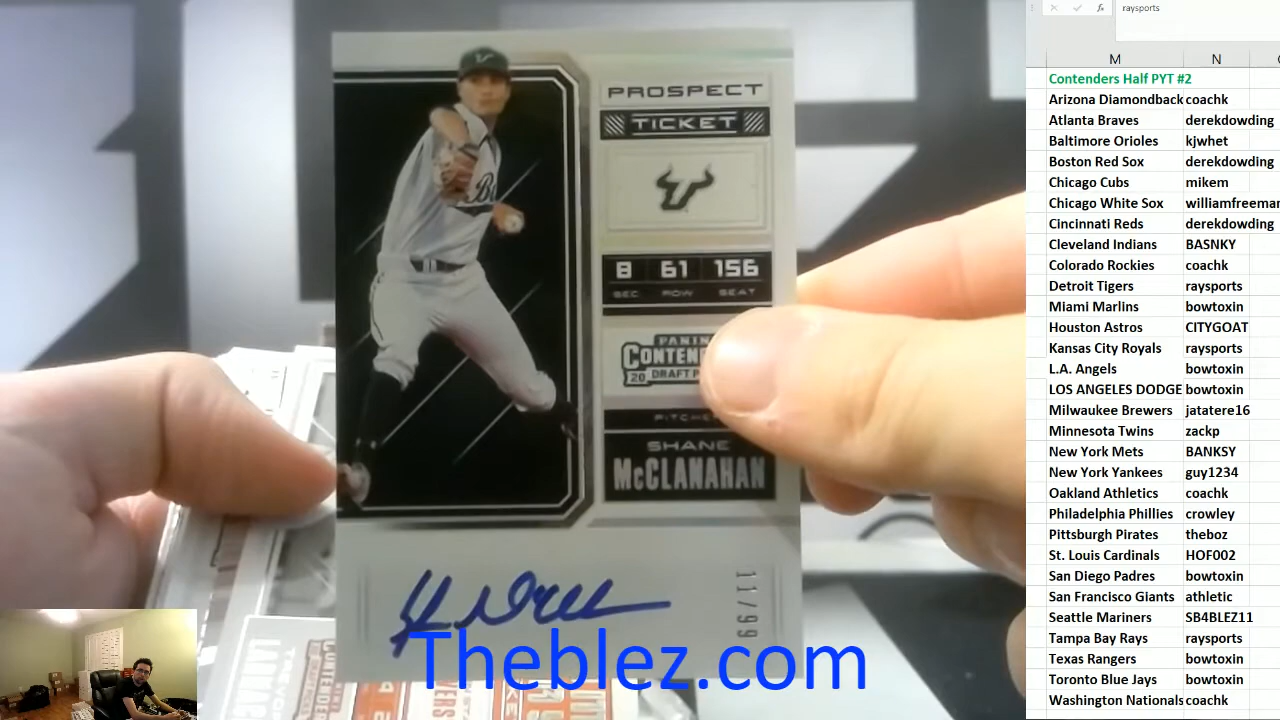 PROSPECT
TICKET
8 61 156
SEC ROW SEAT
PANINI
CONTEN
20 DRAFT P
PITCHE
SHANE
McCLANAHAN
11/99
Theblez.com
raysports
M N
Contenders Half PYT #2
Arizona Diamondback coachk
Atlanta Braves derekdowding
Baltimore Orioles kjwhet
Boston Red Sox derekdowding
Chicago Cubs mikem
Chicago White Sox williamfreeman
Cincinnati Reds derekdowding
Cleveland Indians BASNKY
Colorado Rockies coachk
Detroit Tigers raysports
Miami Marlins bowtoxin
Houston Astros CITYGOAT
Kansas City Royals raysports
L.A. Angels bowtoxin
LOS ANGELES DODGE bowtoxin
Milwaukee Brewers jatatere16
Minnesota Twins zackp
New York Mets BANKSY
New York Yankees guy1234
Oakland Athletics coachk
Philadelphia Phillies crowley
Pittsburgh Pirates theboz
St. Louis Cardinals HOF002
San Diego Padres bowtoxin
San Francisco Giants athletic
Seattle Mariners SB4BLEZ11
Tampa Bay Rays raysports
Texas Rangers bowtoxin
Toronto Blue Jays bowtoxin
Washington Nationals coachk